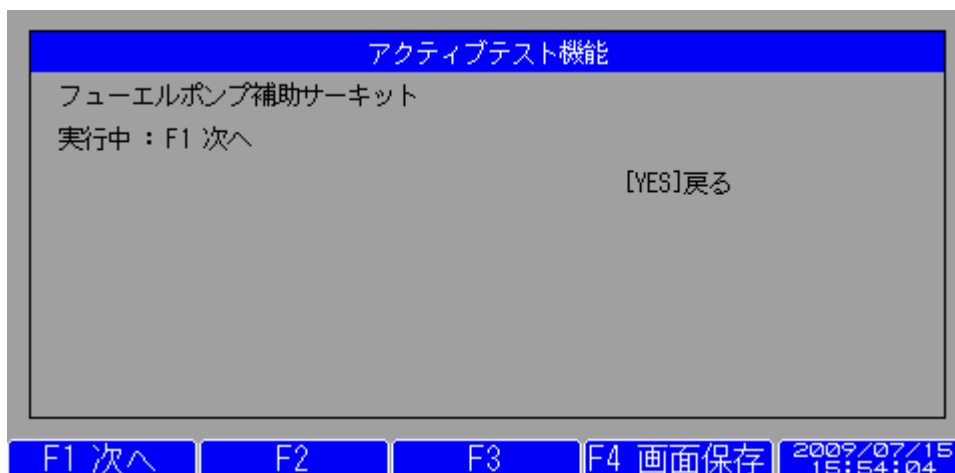 アクティブテスト機能
フューエルポンプ補助サーキット
実行中 : F1 次へ
[YES]戻る
F1 次へ
F2
F3
F4 画面保存
2009/07/15
15:54:04